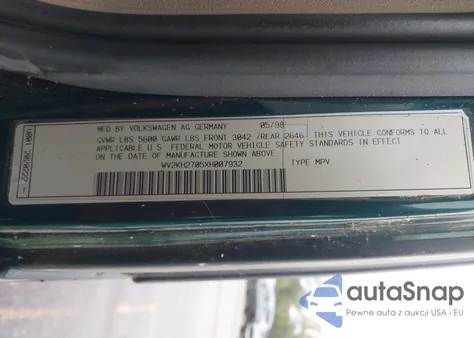 MFD BY VOLKSWAGEN AG GERMANY 05/98
GVWR LBS 5600 GAWR LBS FRONT 3042 /REAR 2646 THIS VEHICLE CONFORMS TO ALL
APPLICABLE U S FEDERAL MOTOR VEHICLE SAFETY STANDARDS IN EFFECT
ON DATE OF MANUFACTURE SHOWN ABOVE
WV2KH2705XH007932 TYPE MPV
autoSnap
Pewne auta z aukcji USA i EU